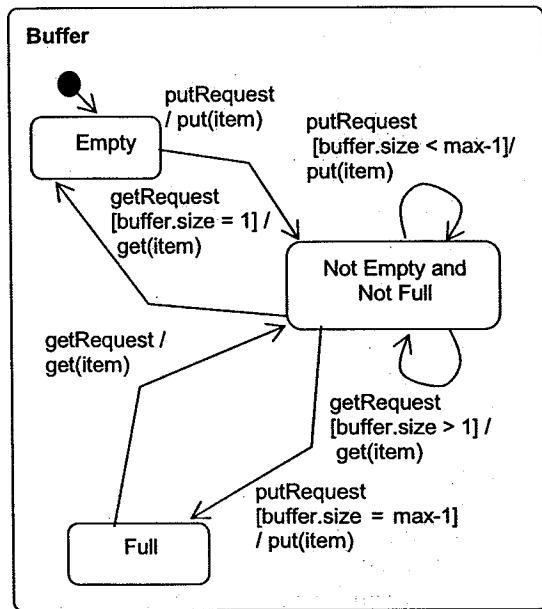 Buffer
putRequest
/ put(item)
Empty
putRequest
[buffer.size < max-1]/
put(item)
getRequest
[buffer.size = 1] /
get(item)
Not Empty and
Not Full
getRequest /
get(item)
getRequest
[buffer.size > 1] /
get(item)
putRequest
[buffer.size = max-1]
/ put(item)
Full